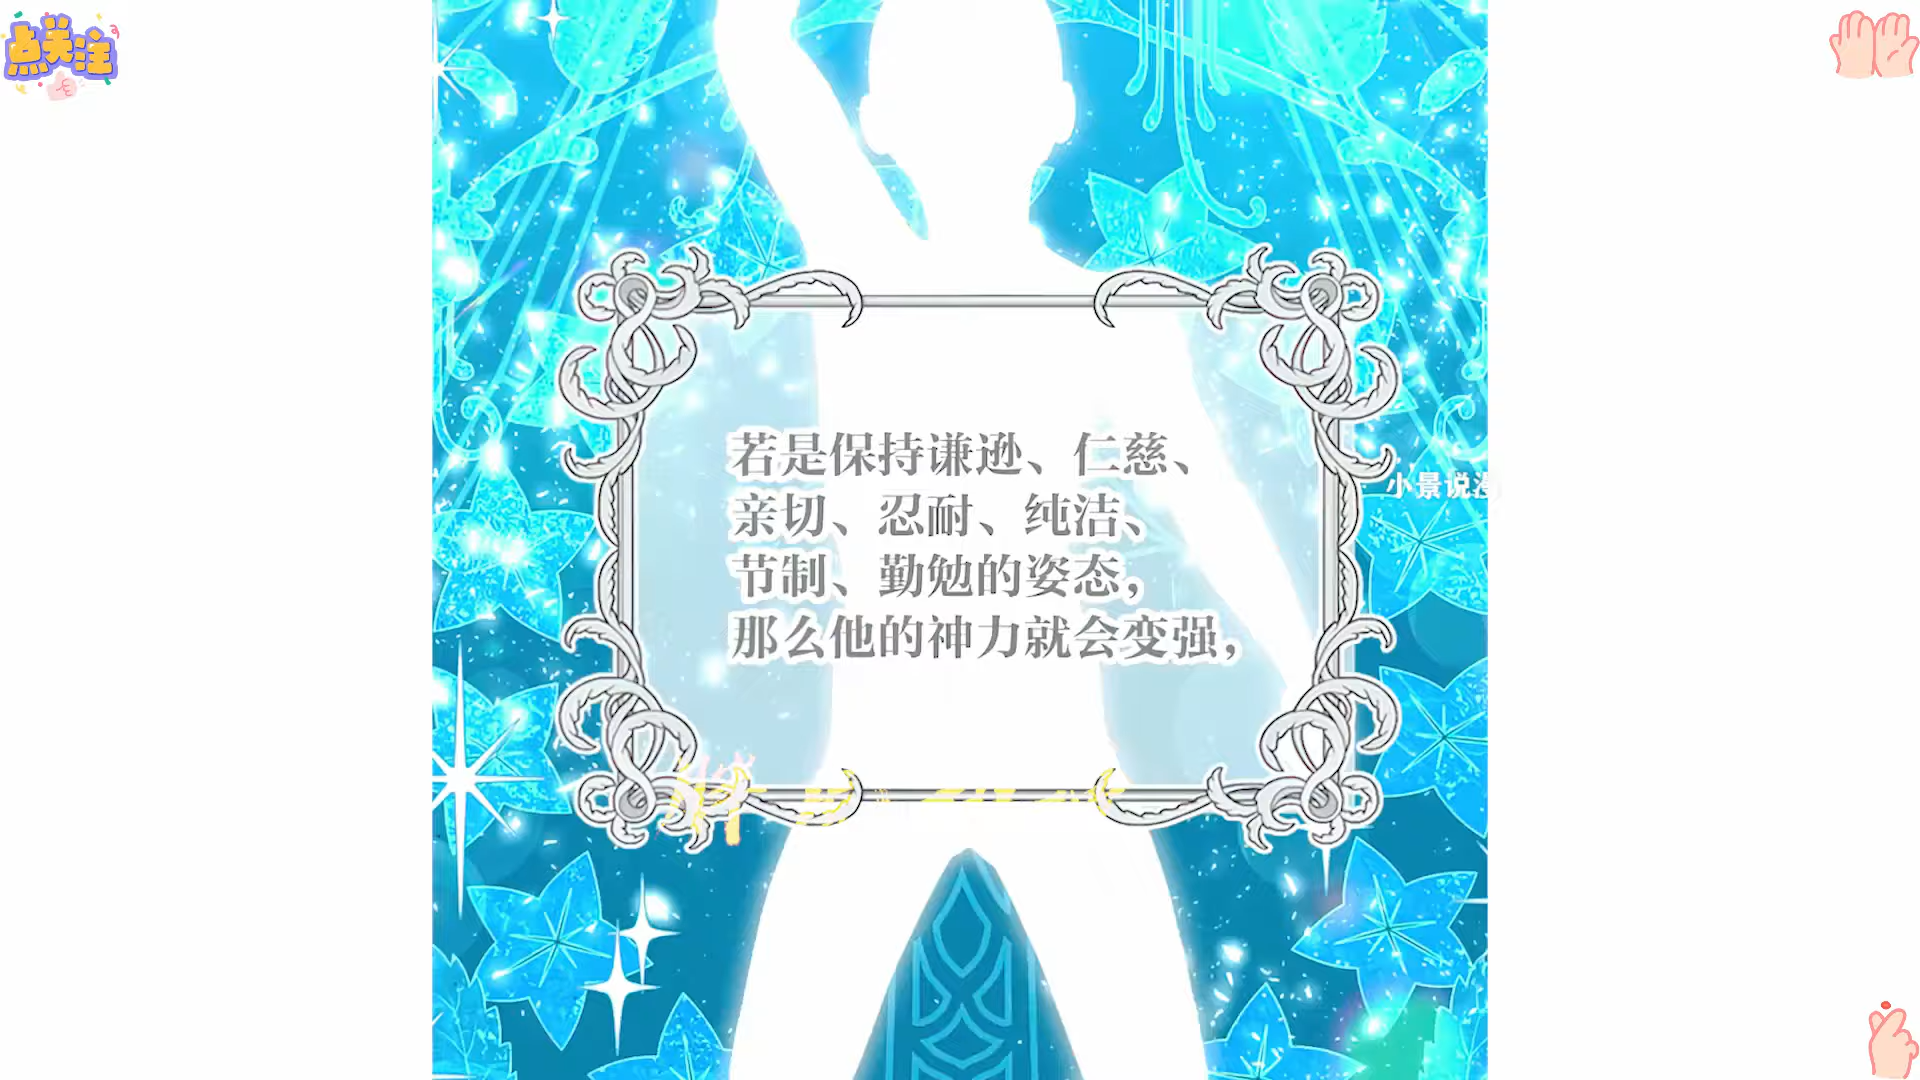 点关注
若是保持谦逊、仁慈、
亲切、忍耐、纯洁、
节制、勤勉的姿态，
那么他的神力就会变强，
小景说漫